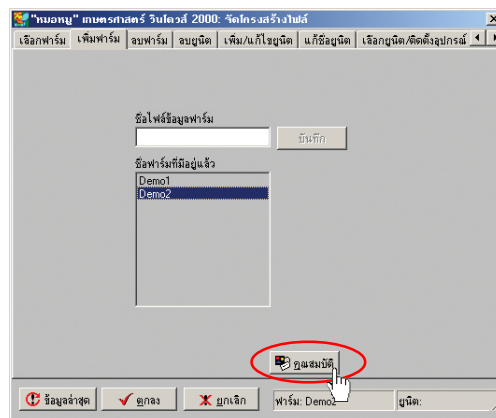 "หมอหมู" เกษตรศาสตร์ วินโดวส์ 2000: จัดโครงสร้างไฟล์
เลือกฟาร์ม เพิ่มฟาร์ม ลบฟาร์ม ลบยูนิต เพิ่ม/แก้ไขยูนิต แก้ชื่อยูนิต เลือกยูนิต/ติดตั้งอุปกรณ์
ชื่อไฟล์ข้อมูลฟาร์ม
บันทึก
ชื่อฟาร์มที่มีอยู่แล้ว
Demo1
Demo2
คุณสมบัติ
ข้อมูลล่าสุด ตกลง ยกเลิก ฟาร์ม: Demo2 ยูนิต: